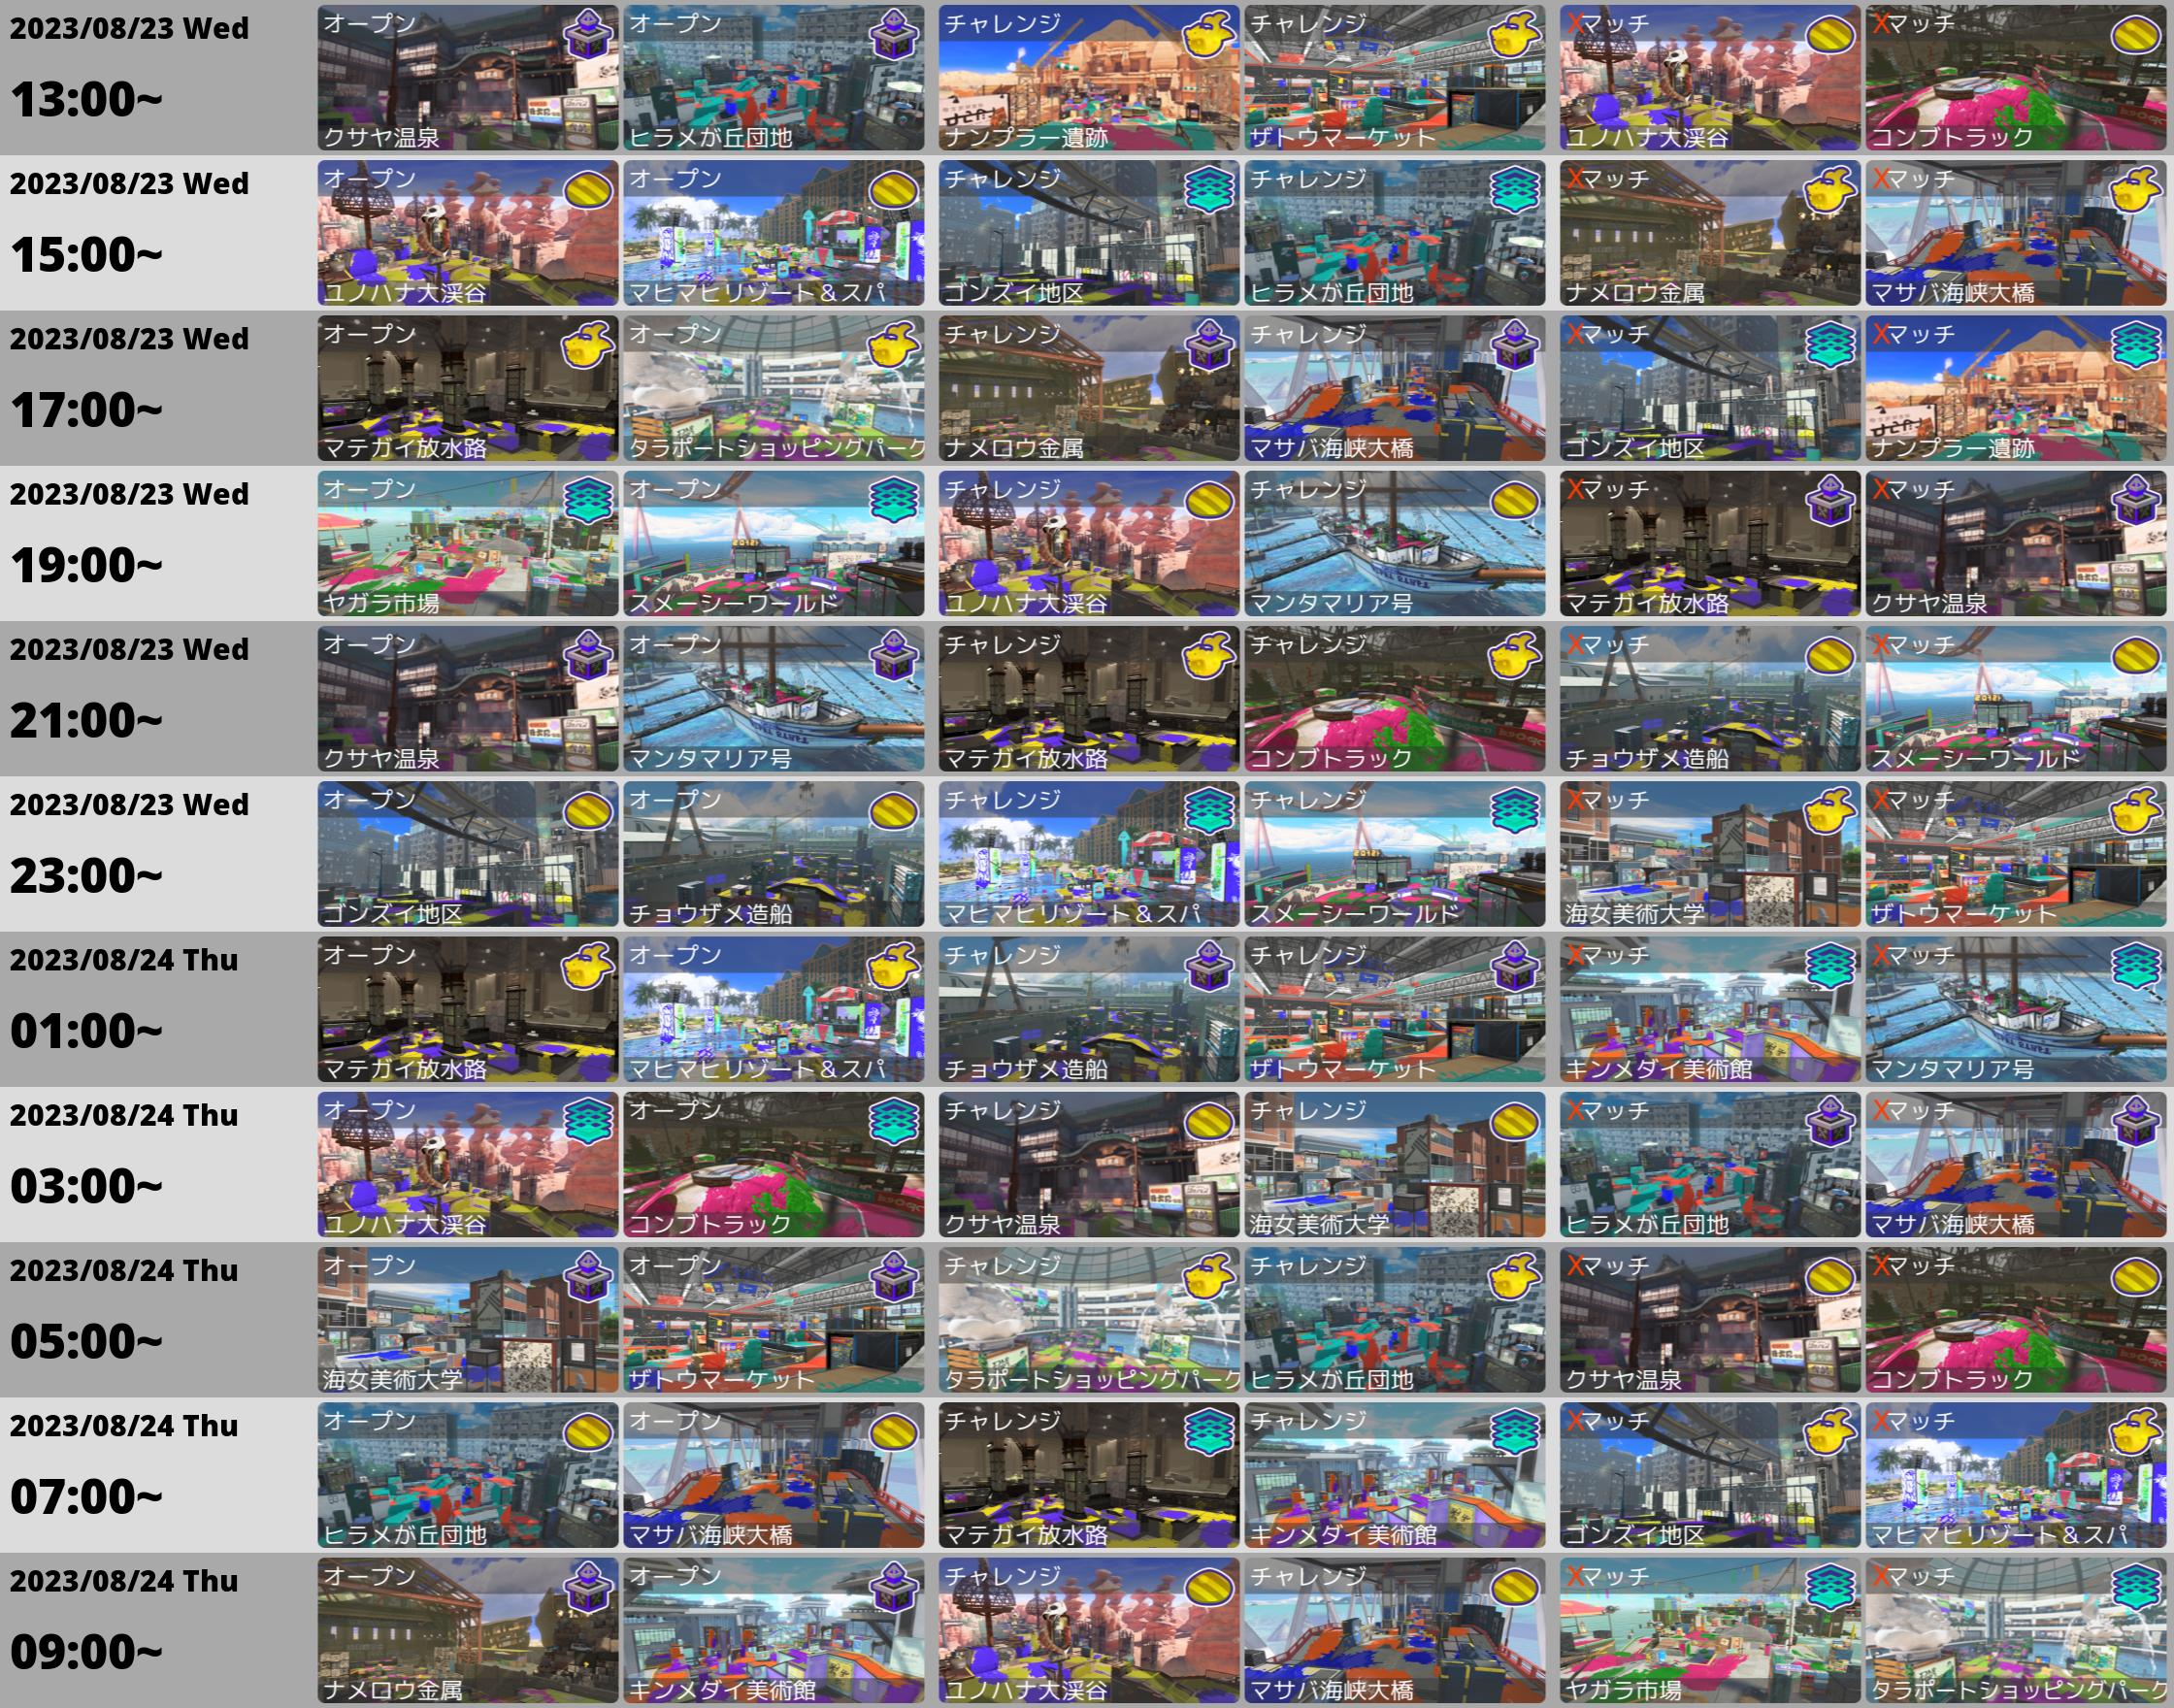 2023/08/23 Wed
13:00~
オープン
クサヤ温泉
オープン
ヒラメが丘団地
チャレンジ
ナンプラー遺跡
チャレンジ
ザトウマーケット
Xマッチ
ユノハナ大渓谷
Xマッチ
コンブトラック
2023/08/23 Wed
15:00~
オープン
ユノハナ大渓谷
オープン
マヒマヒリゾート&スパ
チャレンジ
ゴンズイ地区
チャレンジ
ヒラメが丘団地
Xマッチ
ナメロウ金属
Xマッチ
マサバ海峡大橋
2023/08/23 Wed
17:00~
オープン
マテガイ放水路
オープン
タラポートショッピングパーク
チャレンジ
ナメロウ金属
チャレンジ
マサバ海峡大橋
Xマッチ
ゴンズイ地区
Xマッチ
ナンプラー遺跡
2023/08/23 Wed
19:00~
オープン
ヤガラ市場
オープン
スメーシーワールド
チャレンジ
ユノハナ大渓谷
チャレンジ
マンタマリア号
Xマッチ
マテガイ放水路
Xマッチ
クサヤ温泉
2023/08/23 Wed
21:00~
オープン
クサヤ温泉
オープン
マンタマリア号
チャレンジ
マテガイ放水路
チャレンジ
コンブトラック
Xマッチ
チョウザメ造船
Xマッチ
スメーシーワールド
2023/08/23 Wed
23:00~
オープン
ゴンズイ地区
オープン
チョウザメ造船
チャレンジ
マヒマヒリゾート&スパ
チャレンジ
スメーシーワールド
Xマッチ
海女美術大学
Xマッチ
ザトウマーケット
2023/08/24 Thu
01:00~
オープン
マテガイ放水路
オープン
マヒマヒリゾート&スパ
チャレンジ
チョウザメ造船
チャレンジ
ザトウマーケット
Xマッチ
キンメダイ美術館
Xマッチ
マンタマリア号
2023/08/24 Thu
03:00~
オープン
ユノハナ大渓谷
オープン
コンブトラック
チャレンジ
クサヤ温泉
チャレンジ
海女美術大学
Xマッチ
ヒラメが丘団地
Xマッチ
マサバ海峡大橋
2023/08/24 Thu
05:00~
オープン
海女美術大学
オープン
ザトウマーケット
チャレンジ
タラポートショッピングパーク
チャレンジ
ヒラメが丘団地
Xマッチ
クサヤ温泉
Xマッチ
コンブトラック
2023/08/24 Thu
07:00~
オープン
ヒラメが丘団地
オープン
マサバ海峡大橋
チャレンジ
マテガイ放水路
チャレンジ
キンメダイ美術館
Xマッチ
ゴンズイ地区
Xマッチ
マヒマヒリゾート&スパ
2023/08/24 Thu
09:00~
オープン
ナメロウ金属
オープン
キンメダイ美術館
チャレンジ
ユノハナ大渓谷
チャレンジ
マサバ海峡大橋
Xマッチ
ヤガラ市場
Xマッチ
タラポートショッピングパーク